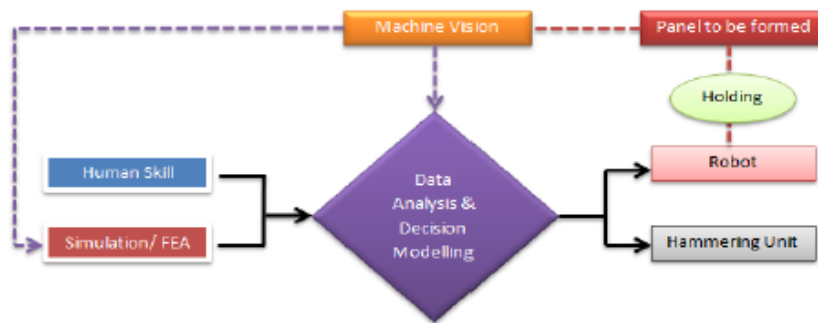 Machine Vision
Panel to be formed
Holding
Human Skill
Data
Analysis &
Decision
Modelling
Robot
Simulation/ FEA
Hammering Unit